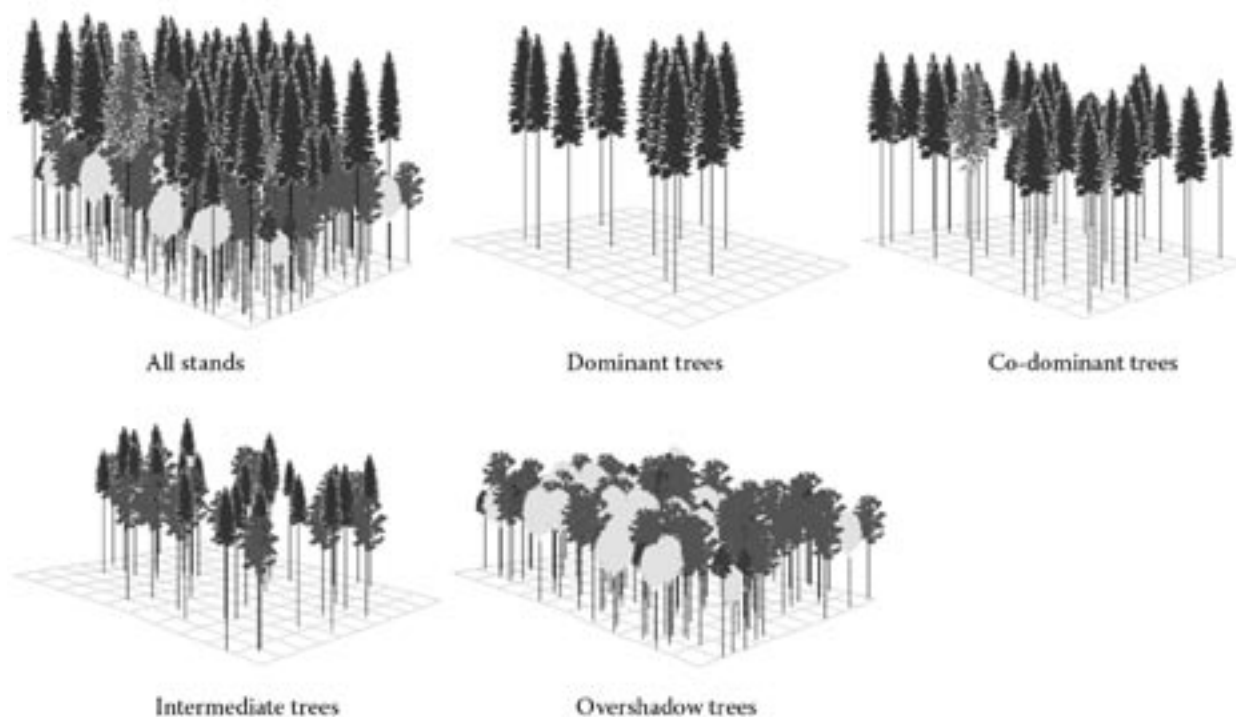 All stands
Dominant trees
Co-dominant trees
Intermediate trees
Overshadow trees